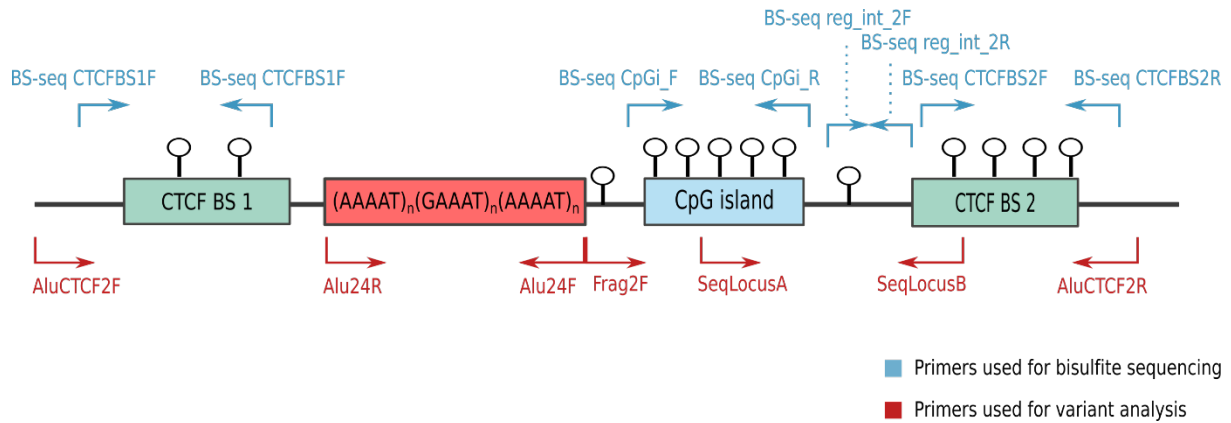 BS-seq reg_int_2F
BS-seq reg_int_2R
BS-seq CTCFBS1F
BS-seq CTCFBS1F
BS-seq CpGi_F
BS-seq CpGi_R
BS-seq CTCFBS2F
BS-seq CTCFBS2R
CTCF BS 1
(AAAAT)n(GAAAT)n(AAAAT)n
CpG island
CTCF BS 2
AluCTCF2F
Alu24R
Alu24F
Frag2F
SeqLocusA
SeqLocusB
AluCTCF2R
Primers used for bisulfite sequencing
Primers used for variant analysis